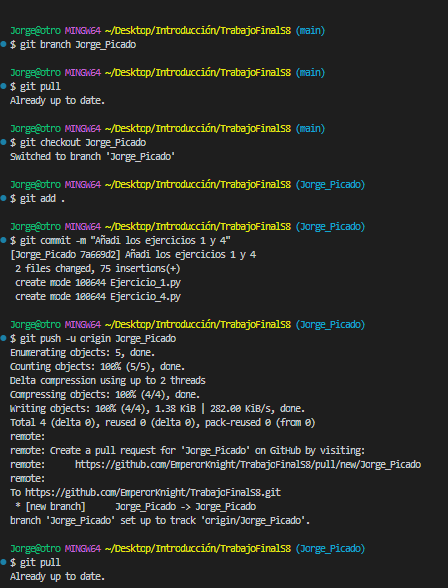 Jorge@otro MINGW64 ~/Desktop/Introducción/TrabajoFinalS8 (main)
$ git branch Jorge_Picado
Jorge@otro MINGW64 ~/Desktop/Introducción/TrabajoFinalS8 (main)
$ git pull
Already up to date.
Jorge@otro MINGW64 ~/Desktop/Introducción/TrabajoFinalS8 (main)
$ git checkout Jorge_Picado
Switched to branch 'Jorge_Picado'
Jorge@otro MINGW64 ~/Desktop/Introducción/TrabajoFinalS8 (Jorge_Picado)
$ git add .
Jorge@otro MINGW64 ~/Desktop/Introducción/TrabajoFinalS8 (Jorge_Picado)
$ git commit -m "Añadi los ejercicios 1 y 4"
[Jorge_Picado 7a669d2] Añadi los ejercicios 1 y 4
2 files changed, 75 insertions(+)
create mode 100644 Ejercicio_1.py
create mode 100644 Ejercicio_4.py
Jorge@otro MINGW64 ~/Desktop/Introducción/TrabajoFinalS8 (Jorge_Picado)
$ git push -u origin Jorge_Picado
Enumerating objects: 5, done.
Counting objects: 100% (5/5), done.
Delta compression using up to 2 threads
Compressing objects: 100% (4/4), done.
Writing objects: 100% (4/4), 1.38 KiB | 282.00 KiB/s, done.
Total 4 (delta 0), reused 0 (delta 0), pack-reused 0 (from 0)
remote:
remote: Create a pull request for 'Jorge_Picado' on GitHub by visiting:
remote: https://github.com/EmperorKnight/TrabajoFinalS8/pull/new/Jorge_Picado
remote:
To https://github.com/EmperorKnight/TrabajoFinalS8.git
* [new branch] Jorge_Picado -> Jorge_Picado
branch 'Jorge_Picado' set up to track 'origin/Jorge_Picado'.
Jorge@otro MINGW64 ~/Desktop/Introducción/TrabajoFinalS8 (Jorge_Picado)
$ git pull
Already up to date.